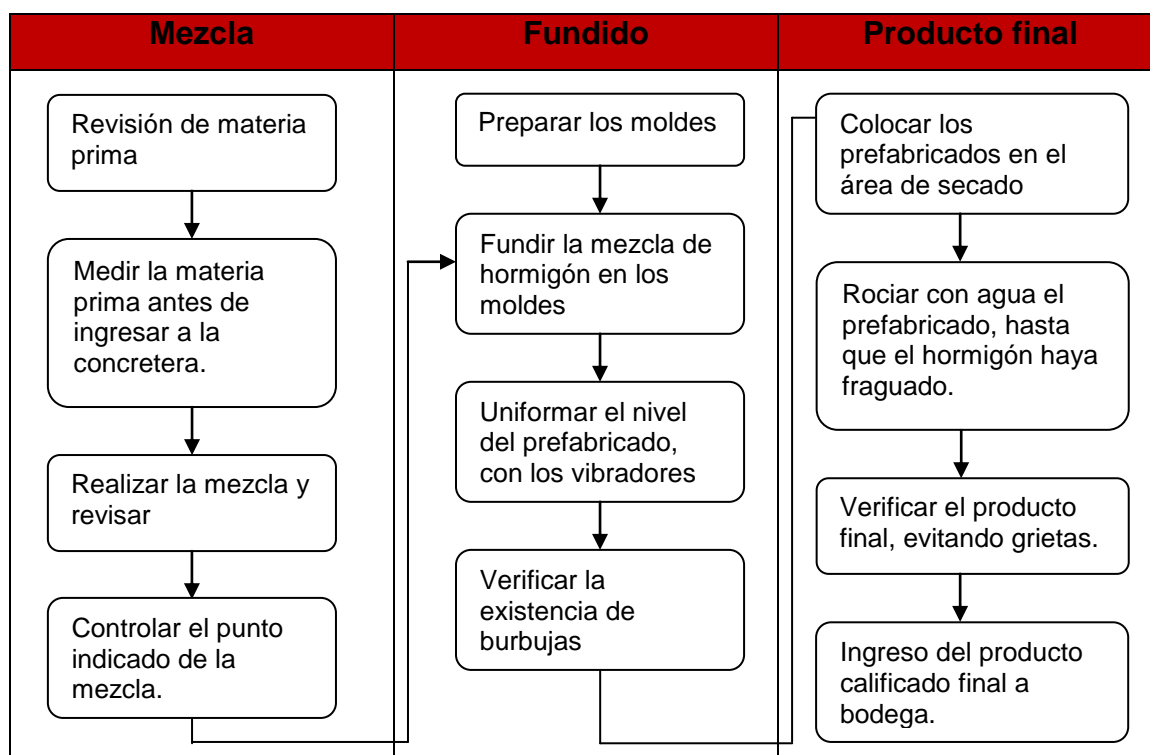 Mezcla
Fundido
Producto final
Revisión de materia
prima
Medir la materia
prima antes de
ingresar a la
concretera.
Realizar la mezcla y
revisar
Controlar el punto
indicado de la
mezcla.
Preparar los moldes
Fundir la mezcla de
hormigón en los
moldes
Uniformar el nivel
del prefabricado,
con los vibradores
Verificar la
existencia de
burbujas
Colocar los
prefabricados en el
área de secado
Rociar con agua el
prefabricado, hasta
que el hormigón haya
fraguado.
Verificar el producto
final, evitando grietas.
Ingreso del producto
calificado final a
bodega.